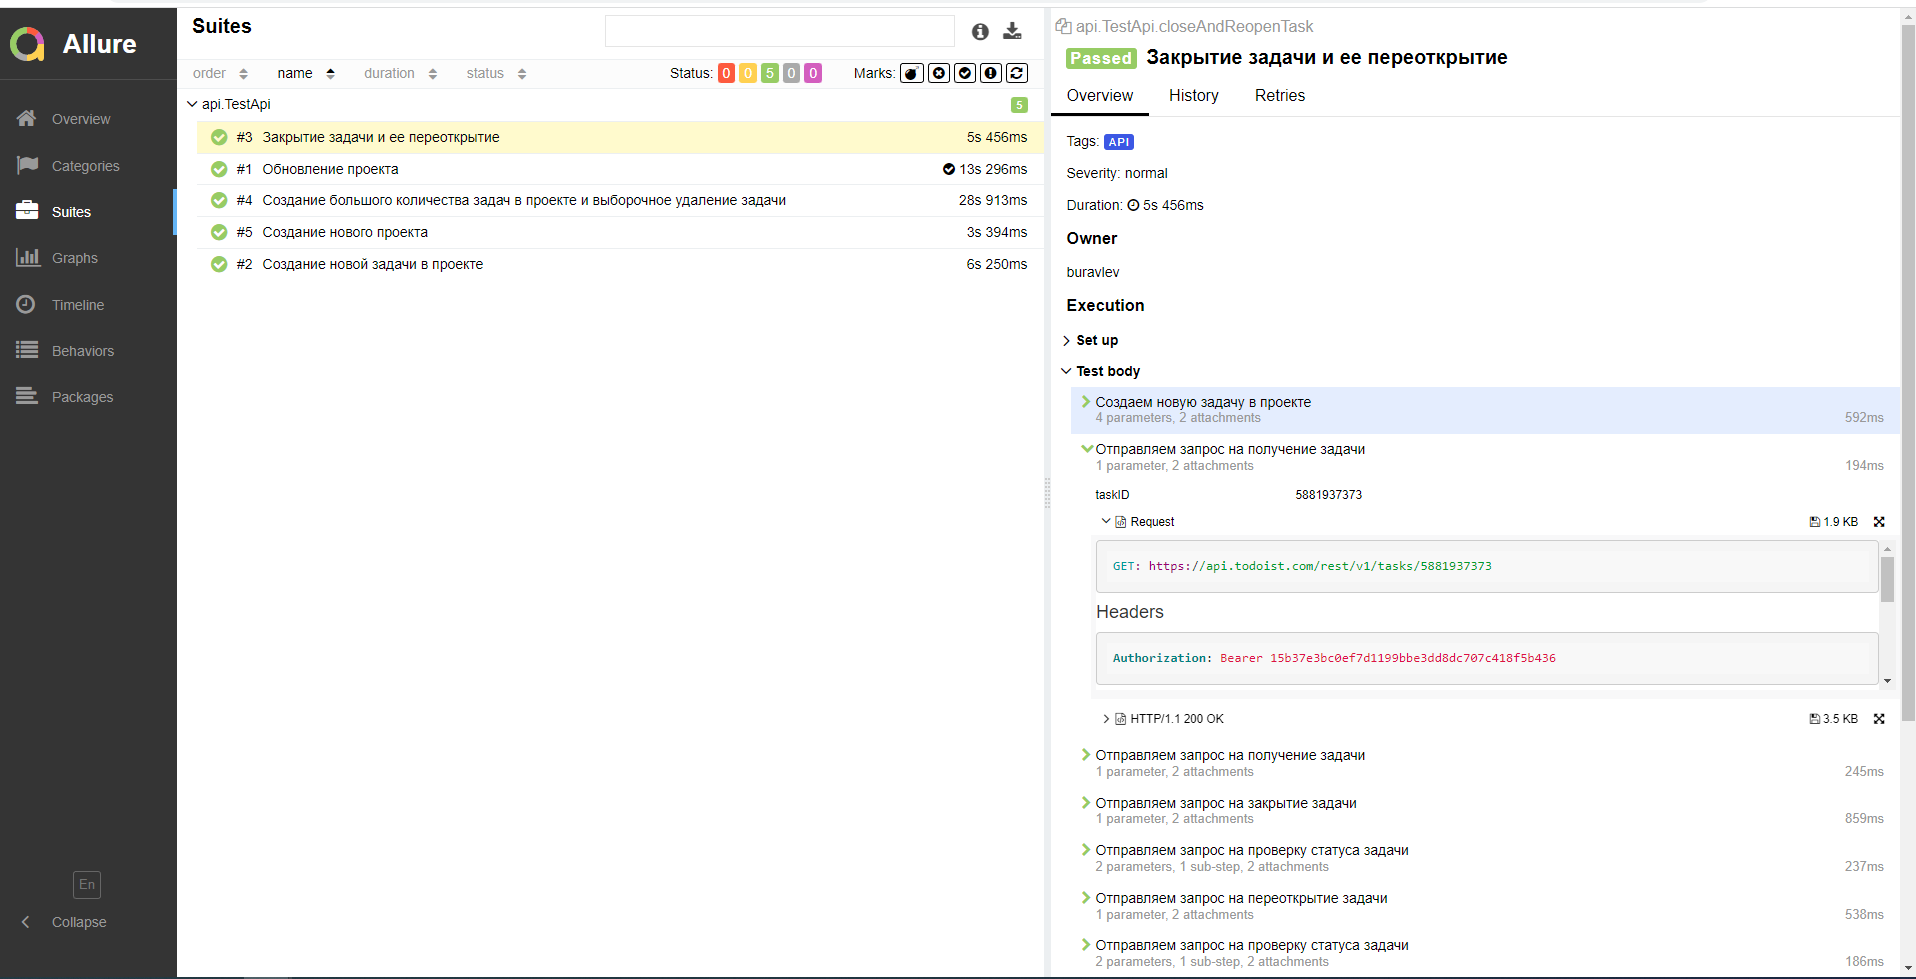 Allure
Overview
Categories
Suites
Graphs
Timeline
Behaviors
Packages
En
Collapse
Suites
order name duration status Status: 0 0 5 0 0 Marks:
api.TestApi 5
#3 Закрытие задачи и ее переоткрытие 5s 456ms
#1 Обновление проекта 13s 296ms
#4 Создание большого количества задач в проекте и выборочное удаление задачи 28s 913ms
#5 Создание нового проекта 3s 394ms
#2 Создание новой задачи в проекте 6s 250ms
api.TestApi.closeAndReopenTask
Passed Закрытие задачи и ее переоткрытие
Overview History Retries
Tags: API
Severity: normal
Duration: 5s 456ms
Owner
buravlev
Execution
Set up
Test body
Создаем новую задачу в проекте
4 parameters, 2 attachments 592ms
Отправляем запрос на получение задачи
1 parameter, 2 attachments 194ms
taskID 5881937373
Request 1.9 KB
GET: https://api.todoist.com/rest/v1/tasks/5881937373
Headers
Authorization: Bearer 15b37e3bc0ef7d1199bbe3dd8dc707c418f5b436
HTTP/1.1 200 OK 3.5 KB
Отправляем запрос на получение задачи
1 parameter, 2 attachments 245ms
Отправляем запрос на закрытие задачи
1 parameter, 2 attachments 859ms
Отправляем запрос на проверку статуса задачи
2 parameters, 1 sub-step, 2 attachments 237ms
Отправляем запрос на переоткрытие задачи
1 parameter, 2 attachments 538ms
Отправляем запрос на проверку статуса задачи
2 parameters, 1 sub-step, 2 attachments 186ms